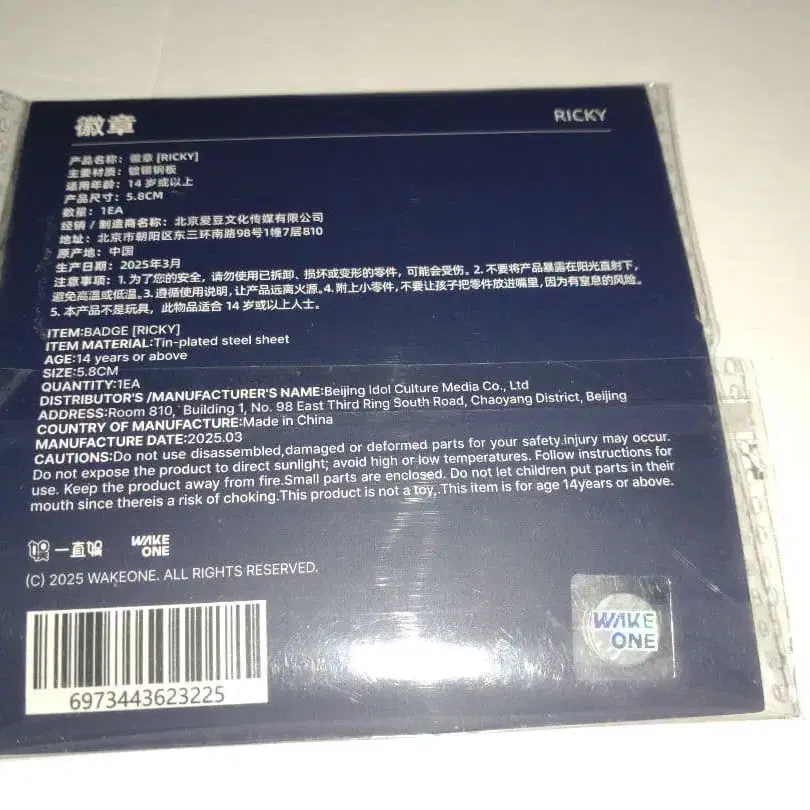 徽章
RICKY
产品名称：徽章 [RICKY]
主要材质：镀锡钢板
适用年龄：14 岁或以上
产品尺寸：5.8CM
数量：1EA
经销 / 制造商名称：北京爱豆文化传媒有限公司
地址：北京市朝阳区东三环南路98号1幢7层810
原产地：中国
生产日期：2025年3月
注意事项：1.为了您的安全，请勿使用已拆卸、损坏或变形的零件，可能会受伤。2.不要将产品暴露在阳光直射下，
避免高温或低温。3.遵循使用说明，让产品远离火源。4.附上小零件，不要让孩子把零件放进嘴里，因为有窒息的风险。
5.本产品不是玩具，此物品适合 14 岁或以上人士。
ITEM:BADGE [RICKY]
ITEM MATERIAL:Tin-plated steel sheet
AGE:14 years or above
SIZE:5.8CM
QUANTITY:1EA
DISTRIBUTOR'S /MANUFACTURER'S NAME:Beijing Idol Culture Media Co., Ltd
ADDRESS:Room 810, Building 1, No. 98 East Third Ring South Road, Chaoyang District, Beijing
COUNTRY OF MANUFACTURE:Made in China
MANUFACTURE DATE:2025.03
CAUTIONS:Do not use disassembled,damaged or deformed parts for your safety.injury may occur.
Do not expose the product to direct sunlight; avoid high or low temperatures. Follow instructions for
use. Keep the product away from fire.Small parts are enclosed. Do not let children put parts in their
mouth since thereis a risk of choking.This product is not a toy,.This item is for age 14years or above.
一直娱 WAKE ONE
(C) 2025 WAKEONE. ALL RIGHTS RESERVED.
WAKE
ONE
6973443623225